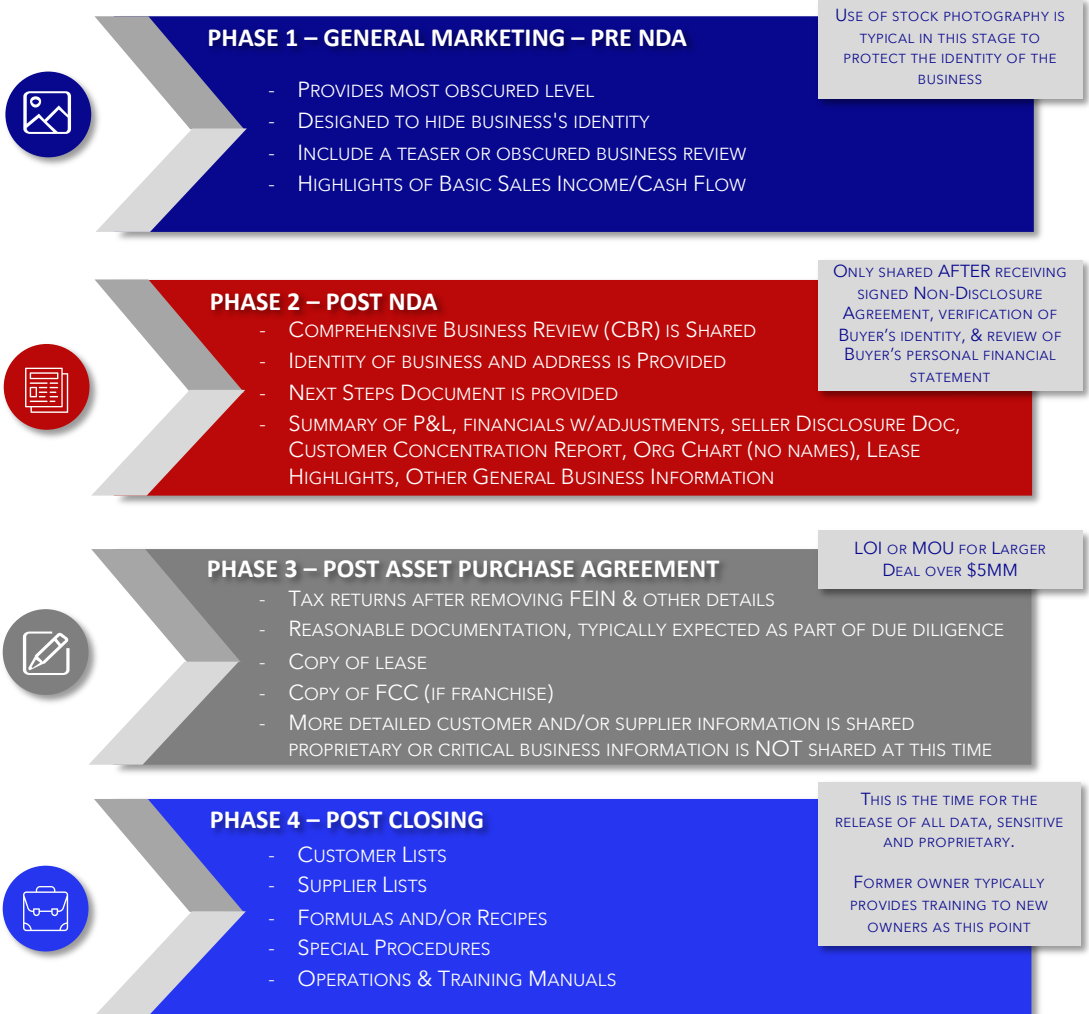 PHASE 1 – GENERAL MARKETING – PRE NDA
- Provides most obscured level
- Designed to hide business's identity
- Include a teaser or obscured business review
- Highlights of Basic Sales Income/Cash Flow
Use of stock photography is
typical in this stage to
protect the identity of the
business
PHASE 2 – POST NDA
- Comprehensive Business Review (CBR) is Shared
- Identity of business and address is Provided
- Next Steps Document is provided
- Summary of P&L, financials w/adjustments, seller Disclosure Doc,
Customer Concentration Report, Org Chart (no names), Lease
Highlights, Other General Business Information
Only shared AFTER receiving
signed Non-Disclosure
Agreement, verification of
Buyer's identity, & review of
Buyer's personal financial
statement
PHASE 3 – POST ASSET PURCHASE AGREEMENT
- Tax returns after removing FEIN & other details
- Reasonable documentation, typically expected as part of due diligence
- Copy of lease
- Copy of FCC (if franchise)
- More detailed customer and/or supplier information is shared
proprietary or critical business information is NOT shared at this time
LOI or MOU for Larger
Deal over $5MM
PHASE 4 – POST CLOSING
- Customer Lists
- Supplier Lists
- Formulas and/or Recipes
- Special Procedures
- Operations & Training Manuals
This is the time for the
release of all data, sensitive
and proprietary.
Former owner typically
provides training to new
owners as this point